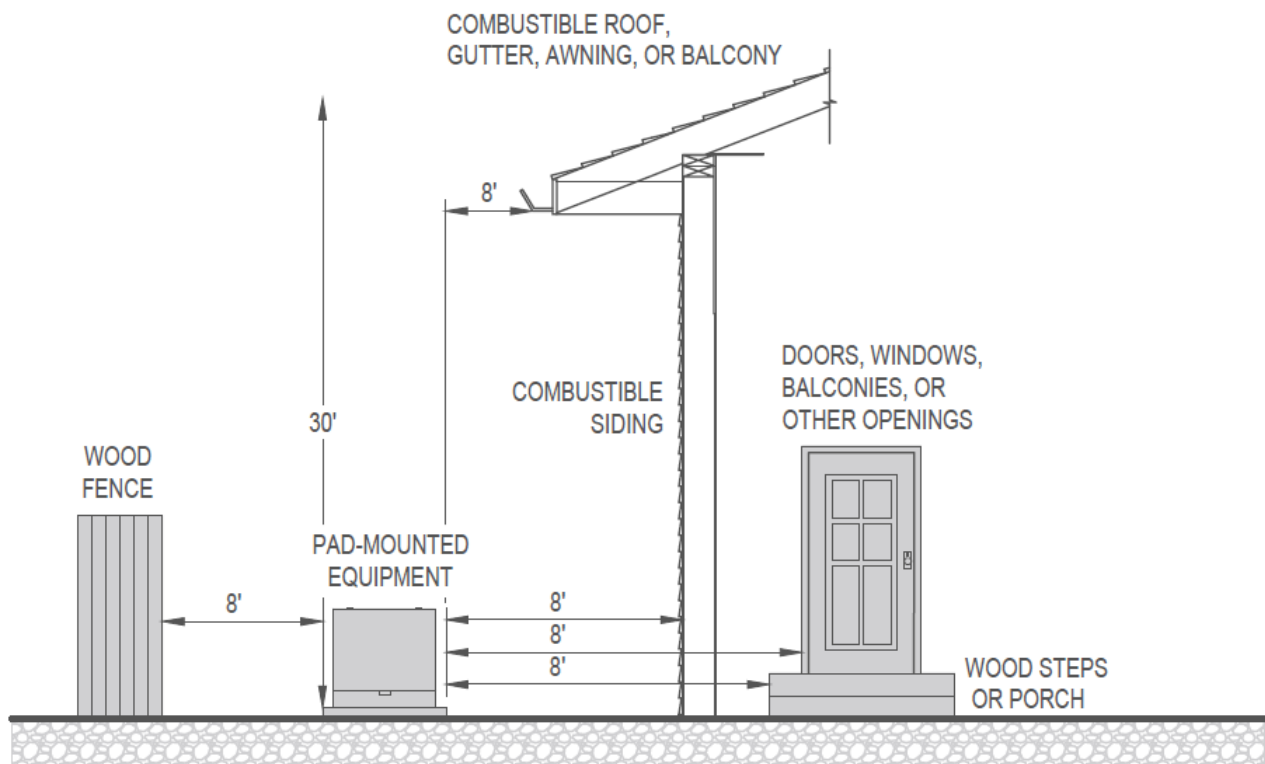 COMBUSTIBLE ROOF,
GUTTER, AWNING, OR BALCONY
8'
DOORS, WINDOWS,
BALCONIES, OR
OTHER OPENINGS
COMBUSTIBLE
SIDING
30'
WOOD
FENCE
PAD-MOUNTED
EQUIPMENT
8'
8'
8'
8'
WOOD STEPS
OR PORCH